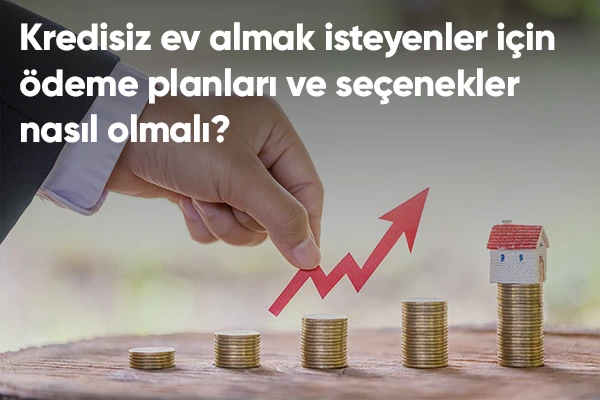 Kredisiz ev almak isteyenler için
ödeme planları ve seçenekler
nasıl olmalı?